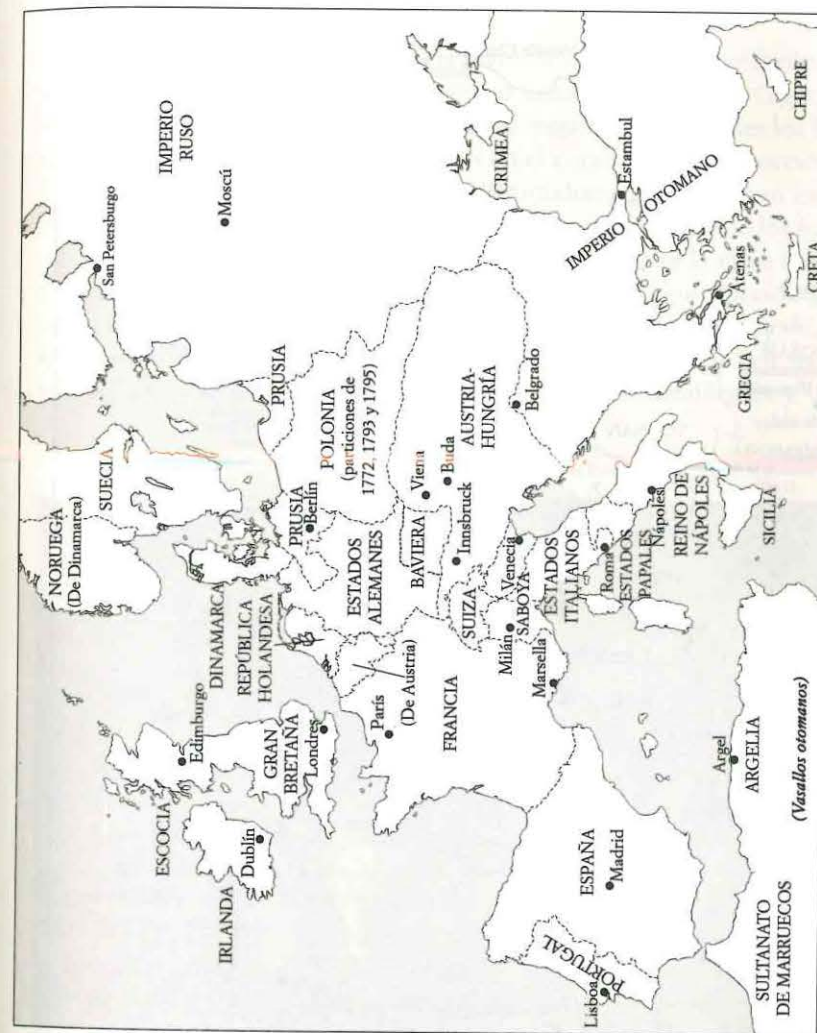 NORUEGA
(De Dinamarca)
SUECIA
San Petersburgo
IMPERIO
RUSO
Moscú
ESCOCIA
Edimburgo
IRLANDA
Dublín
GRAN
BRETAÑA
Londres
DINAMARCA
REPÚBLICA
HOLANDESA
PRUSIA
Berlín
PRUSIA
POLONIA
(particiones de
1772, 1793 y 1795)
ESTADOS
ALEMANES
París
(De Austria)
FRANCIA
BAVIERA
Viena
Buda
AUSTRIA-
HUNGRÍA
Innsbruck
SUIZA
Milán
SABOYA
Venecia
Belgrado
CRIMEA
Marsella
ESTADOS
ITALIANOS
Roma
ESTADOS
PAPALES
Nápoles
REINO DE
NÁPOLES
SICILIA
IMPERIO OTOMANO
Estambul
GRECIA
Atenas
CRETA
CHIPRE
PORTUGAL
Lisboa
ESPAÑA
Madrid
SULTANATO
DE MARRUECOS
Argel
ARGELIA
(Vasallos otomanos)